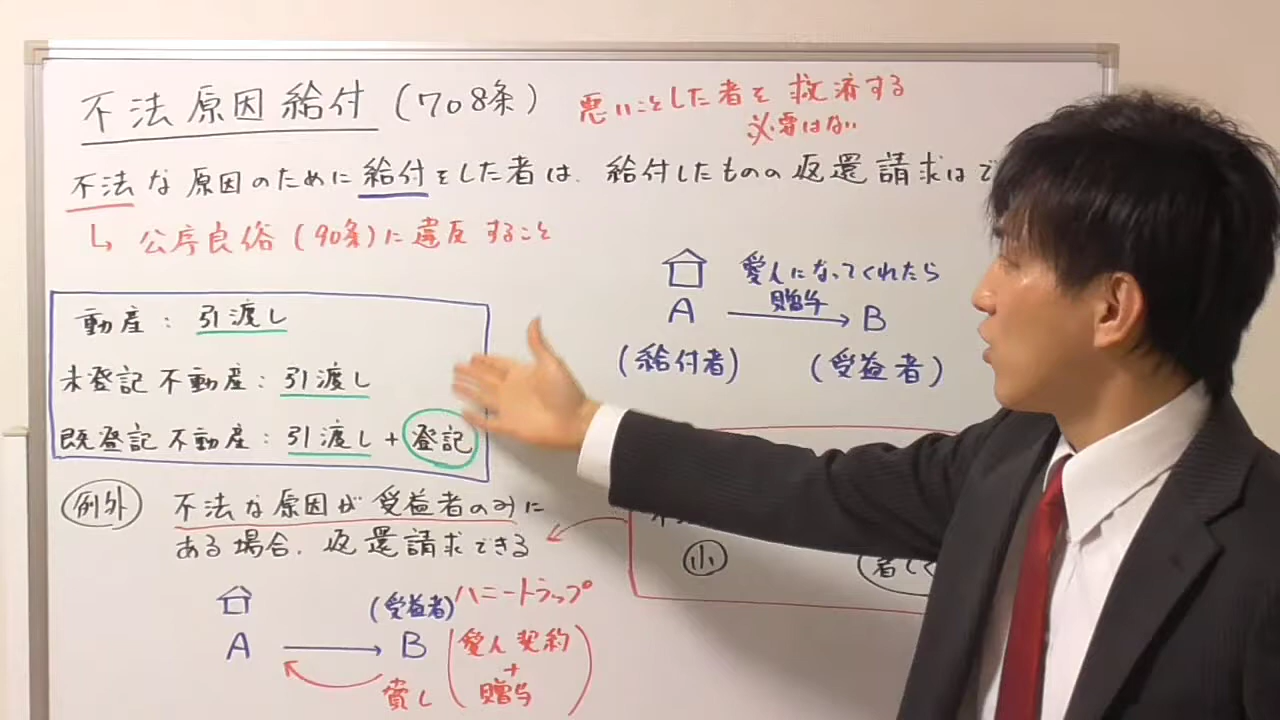 不法原因給付(708条)
悪いことした者を救済する
必要はない
不法な原因のために給付をした者は、給付したものの返還請求はで
↳ 公序良俗(90条)に違反すること
動産: 引渡し
未登記不動産: 引渡し
既登記不動産: 引渡し+登記
愛人になってくれたら
A 贈与 B
(給付者) (受益者)
例外 不法な原因が受益者のみに
ある場合、返還請求できる
小
著しく
(受益者) ハニートラップ
A B (愛人契約
+
貸し 贈与)